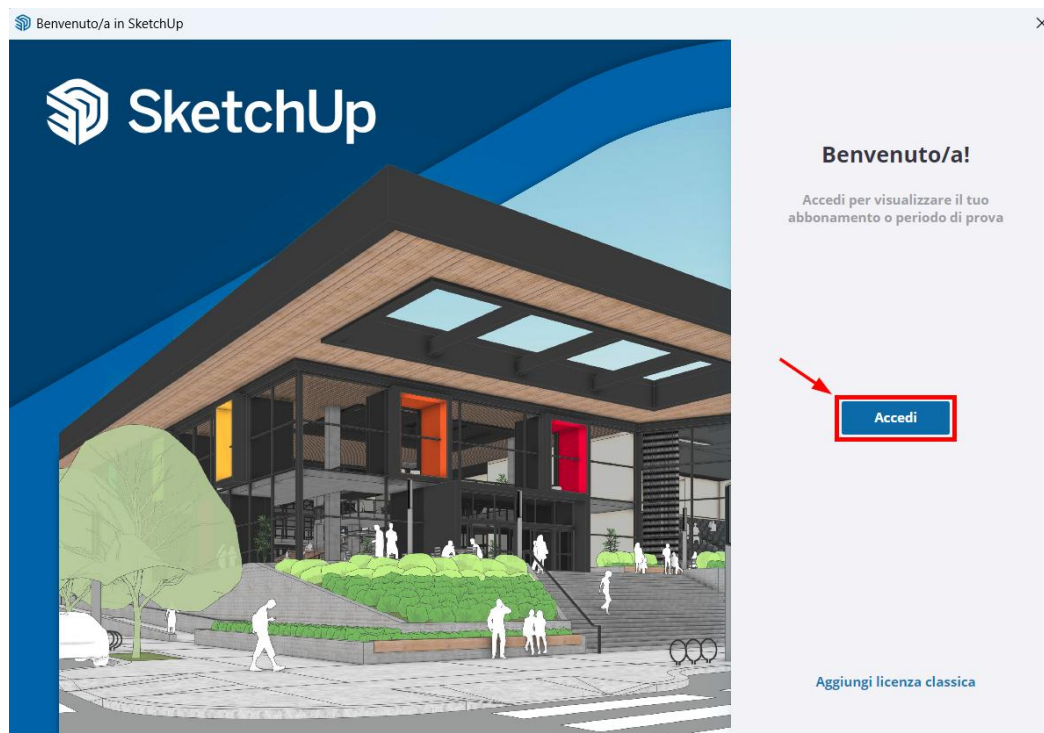 Benvenuto/a in SketchUp
SketchUp
Benvenuto/a!
Accedi per visualizzare il tuo
abbonamento o periodo di prova
Accedi
Aggiungi licenza classica